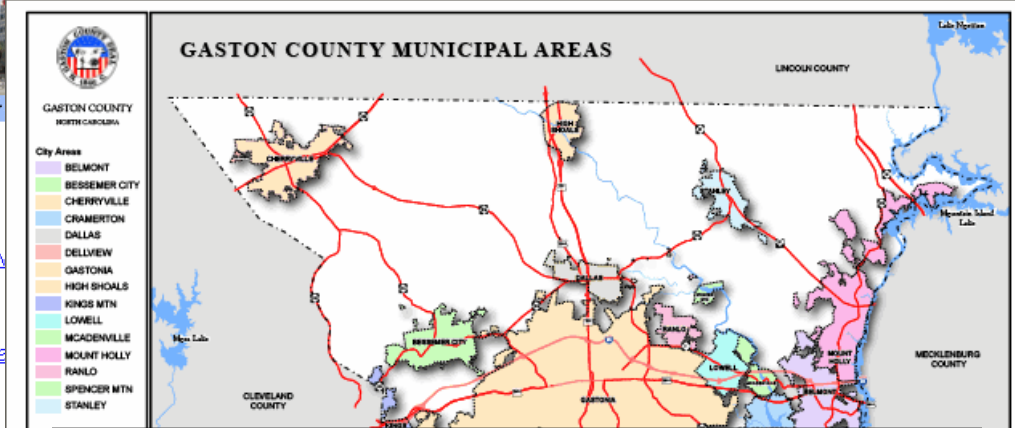 GASTON COUNTY
NORTH CAROLINA
City Areas
BELMONT
BESSEMER CITY
CHERRYVILLE
CRAMERTON
DALLAS
DELLVIEW
GASTONIA
HIGH SHOALS
KINGS MTN
LOWELL
MCADENVILLE
MOUNT HOLLY
RANLO
SPENCER MTN
STANLEY
GASTON COUNTY MUNICIPAL AREAS
LINCOLN COUNTY
HIGH
SHOALS
CHERRYVILLE
STANLEY
Mountain Island
Lake
DALLAS
RANLO
Moss Lake
BESSEMER CITY
MOUNT
HOLLY
MECKLENBURG
COUNTY
LOWELL
BELMONT
CLEVELAND
COUNTY
GASTONIA
KINGS